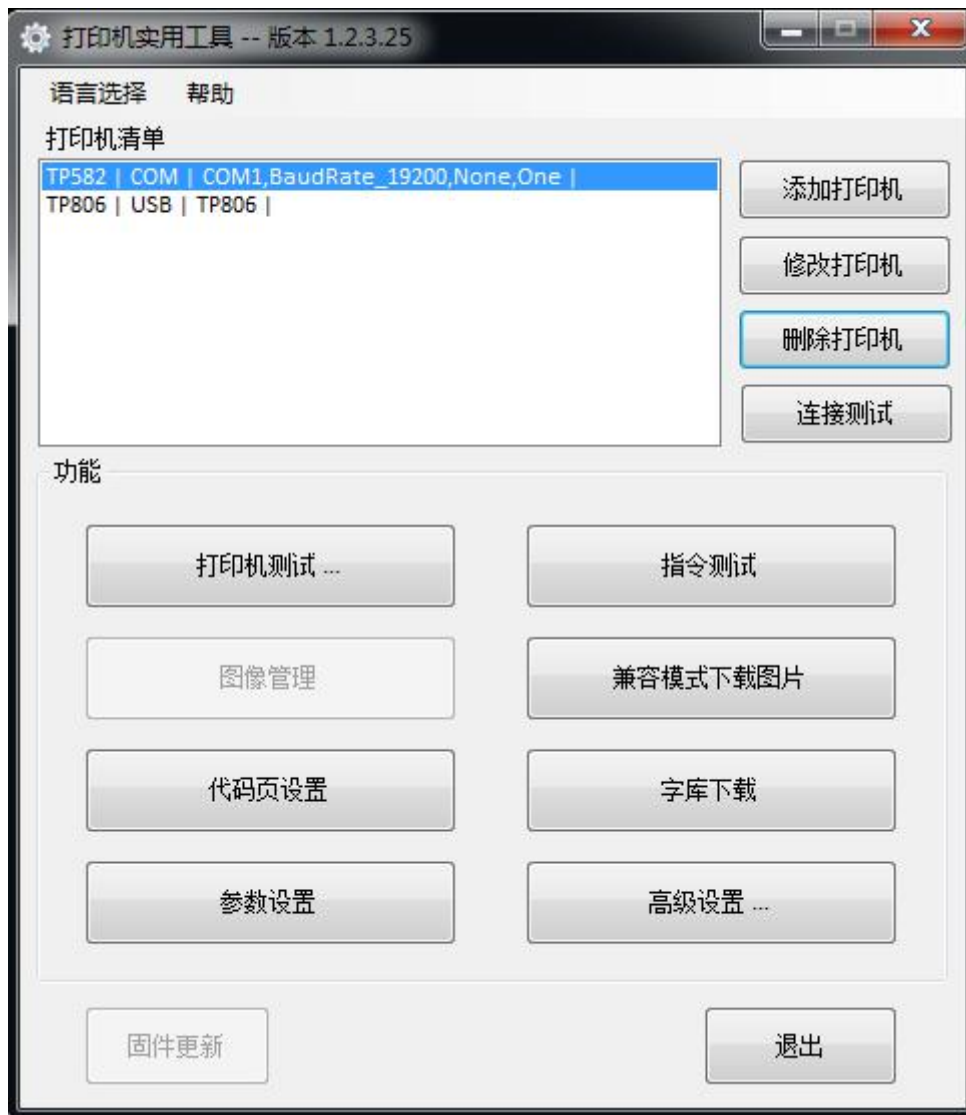 打印机实用工具 -- 版本 1.2.3.25
语言选择 帮助
打印机清单
TP582 | COM | COM1,BaudRate_19200,None,One |
TP806 | USB | TP806 |
添加打印机
修改打印机
删除打印机
连接测试
功能
打印机测试 ...
指令测试
图像管理
兼容模式下载图片
代码页设置
字库下载
参数设置
高级设置 ...
固件更新
退出